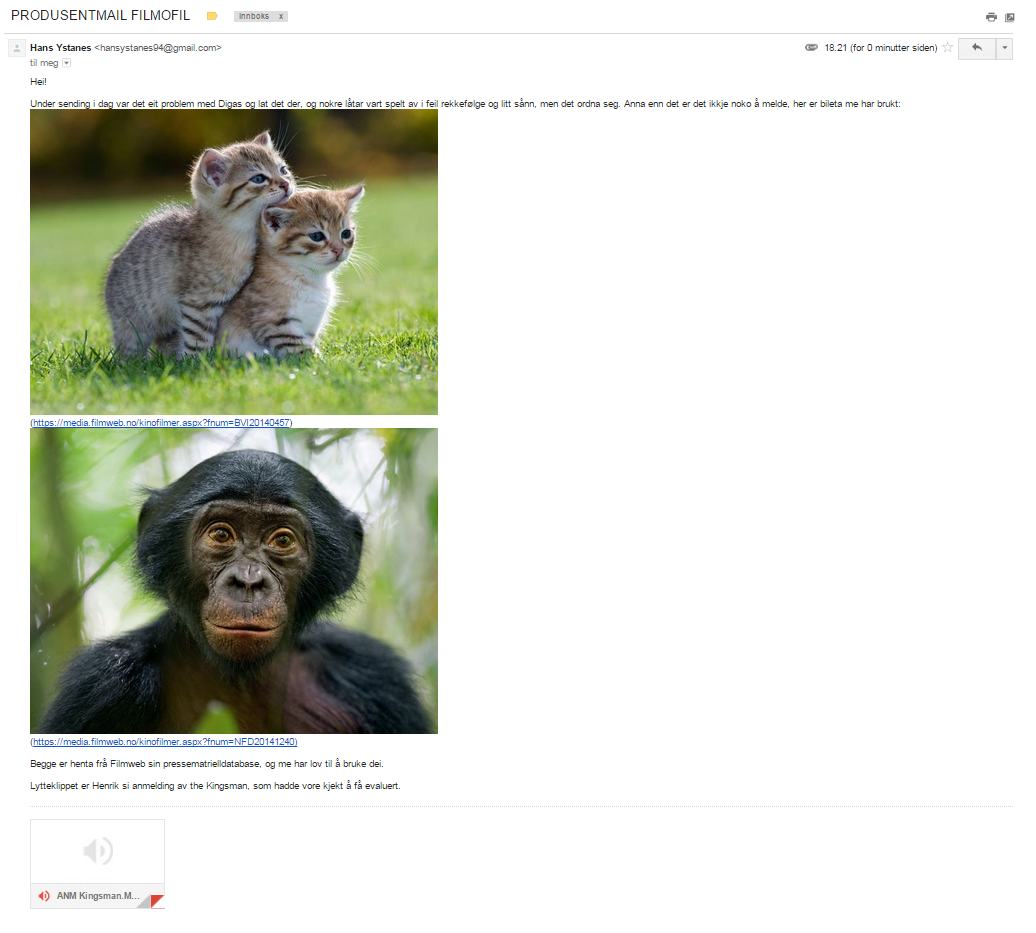 PRODUSENTMAIL FILMOFIL
Innboks x
Hans Ystanes <hansystanes94@gmail.com>
18.21 (for 0 minutter siden)
til meg
Hei!
Under sending i dag var det eit problem med Digas og lat det der, og nokre låtar vart spelt av i feil rekkefølge og litt sånn, men det ordna seg. Anna enn det er det ikkje noko å melde, her er bileta me har brukt:
(https://media.filmweb.no/kinofilmer.aspx?fnum=BVI20140457)
(https://media.filmweb.no/kinofilmer.aspx?fnum=NFD20141240)
Begge er henta frå Filmweb sin pressematrielldatabase, og me har lov til å bruke dei.
Lytteklippet er Henrik si anmelding av the Kingsman, som hadde vore kjekt å få evaluert.
ANM Kingsman.M...